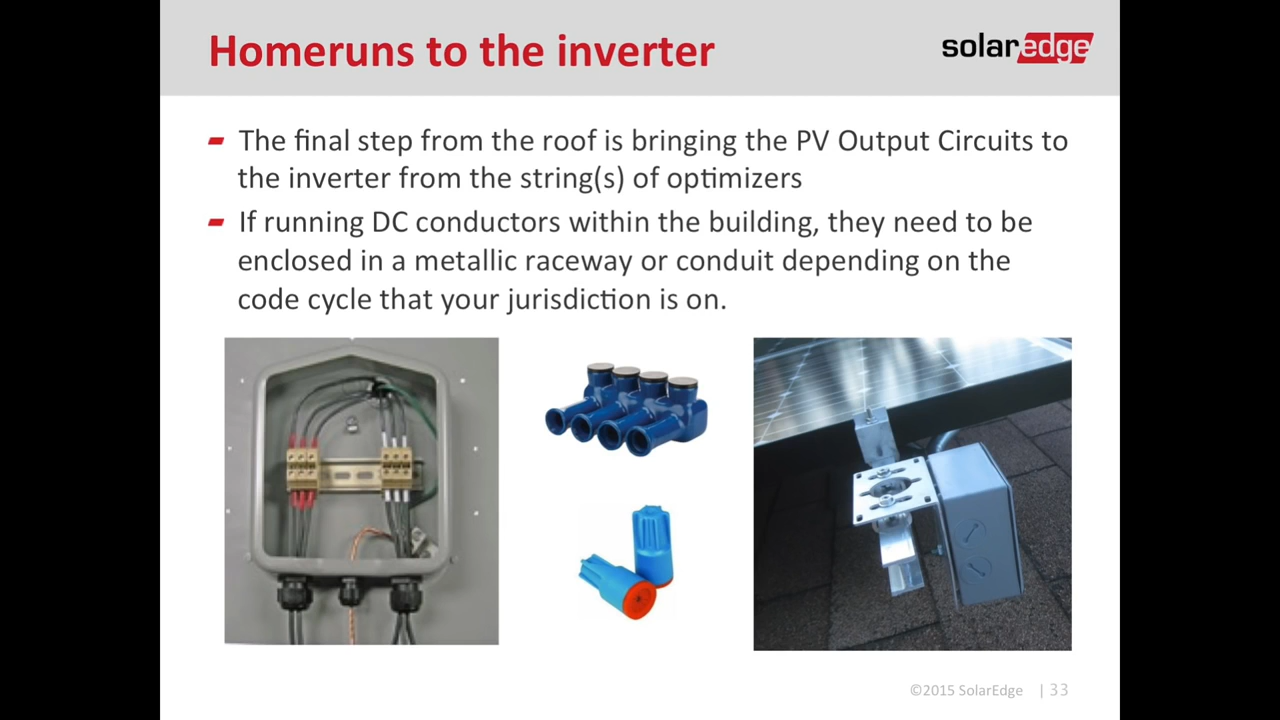 Homeruns to the inverter
solaredge
The final step from the roof is bringing the PV Output Circuits to
the inverter from the string(s) of optimizers
If running DC conductors within the building, they need to be
enclosed in a metallic raceway or conduit depending on the
code cycle that your jurisdiction is on.
©2015 SolarEdge | 33